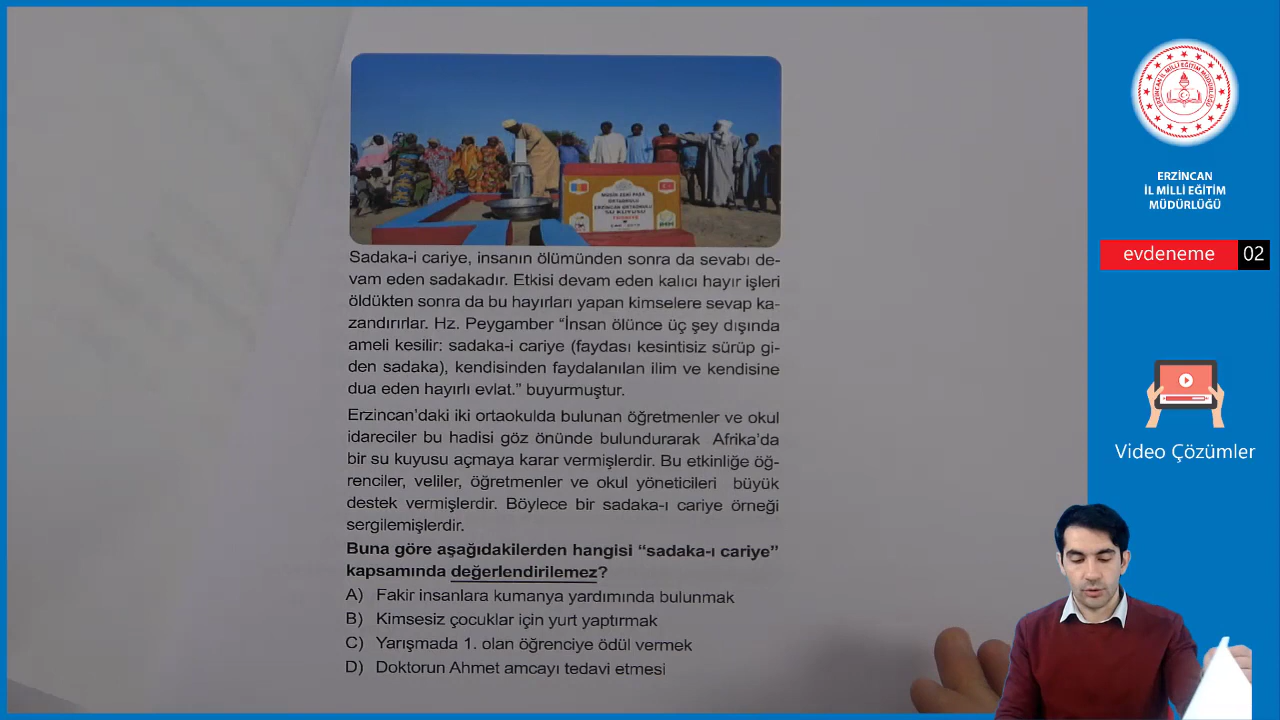 Sadaka-i cariye, insanın ölümünden sonra da sevabı de-
vam eden sadakadır. Etkisi devam eden kalıcı hayır işleri
öldükten sonra da bu hayırları yapan kimselere sevap ka-
zandırırlar. Hz. Peygamber “İnsan ölünce üç şey dışında
ameli kesilir: sadaka-i cariye (faydası kesintisiz sürüp gi-
den sadaka), kendisinden faydalanılan ilim ve kendisine
dua eden hayırlı evlat.” buyurmuştur.
Erzincan’daki iki ortaokulda bulunan öğretmenler ve okul
idareciler bu hadisi göz önünde bulundurarak Afrika’da
bir su kuyusu açmaya karar vermişlerdir. Bu etkinliğe öğ-
renciler, veliler, öğretmenler ve okul yöneticileri büyük
destek vermişlerdir. Böylece bir sadaka-ı cariye örneği
sergilemişlerdir.
Buna göre aşağıdakilerden hangisi “sadaka-ı cariye”
kapsamında değerlendirilemez?
A) Fakir insanlara kumanya yardımında bulunmak
B) Kimsesiz çocuklar için yurt yaptırmak
C) Yarışmada 1. olan öğrenciye ödül vermek
D) Doktorun Ahmet amcayı tedavi etmesi
ERZİNCAN İL MİLLİ EĞİTİM MÜDÜRLÜĞÜ
ERZİNCAN
İL MİLLİ EĞİTİM
MÜDÜRLÜĞÜ
evdeneme 02
Video Çözümler